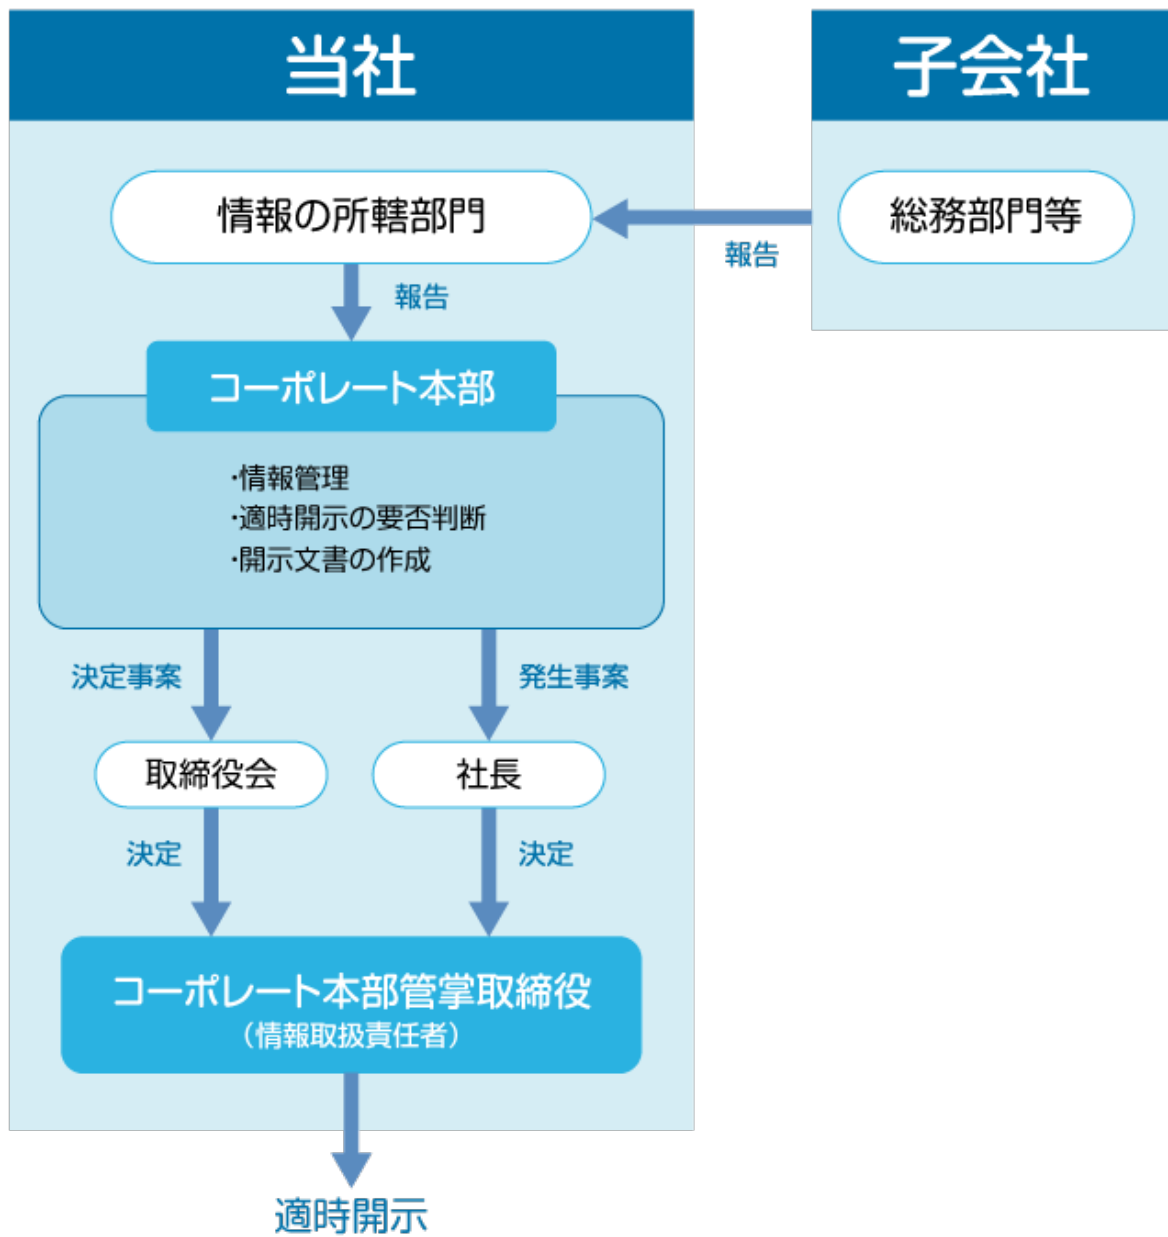 当社
子会社
情報の所轄部門
総務部門等
報告
報告
コーポレート本部
・情報管理
・適時開示の要否判断
・開示文書の作成
決定事案
発生事案
取締役会
社長
決定
決定
コーポレート本部管掌取締役
（情報取扱責任者）
適時開示